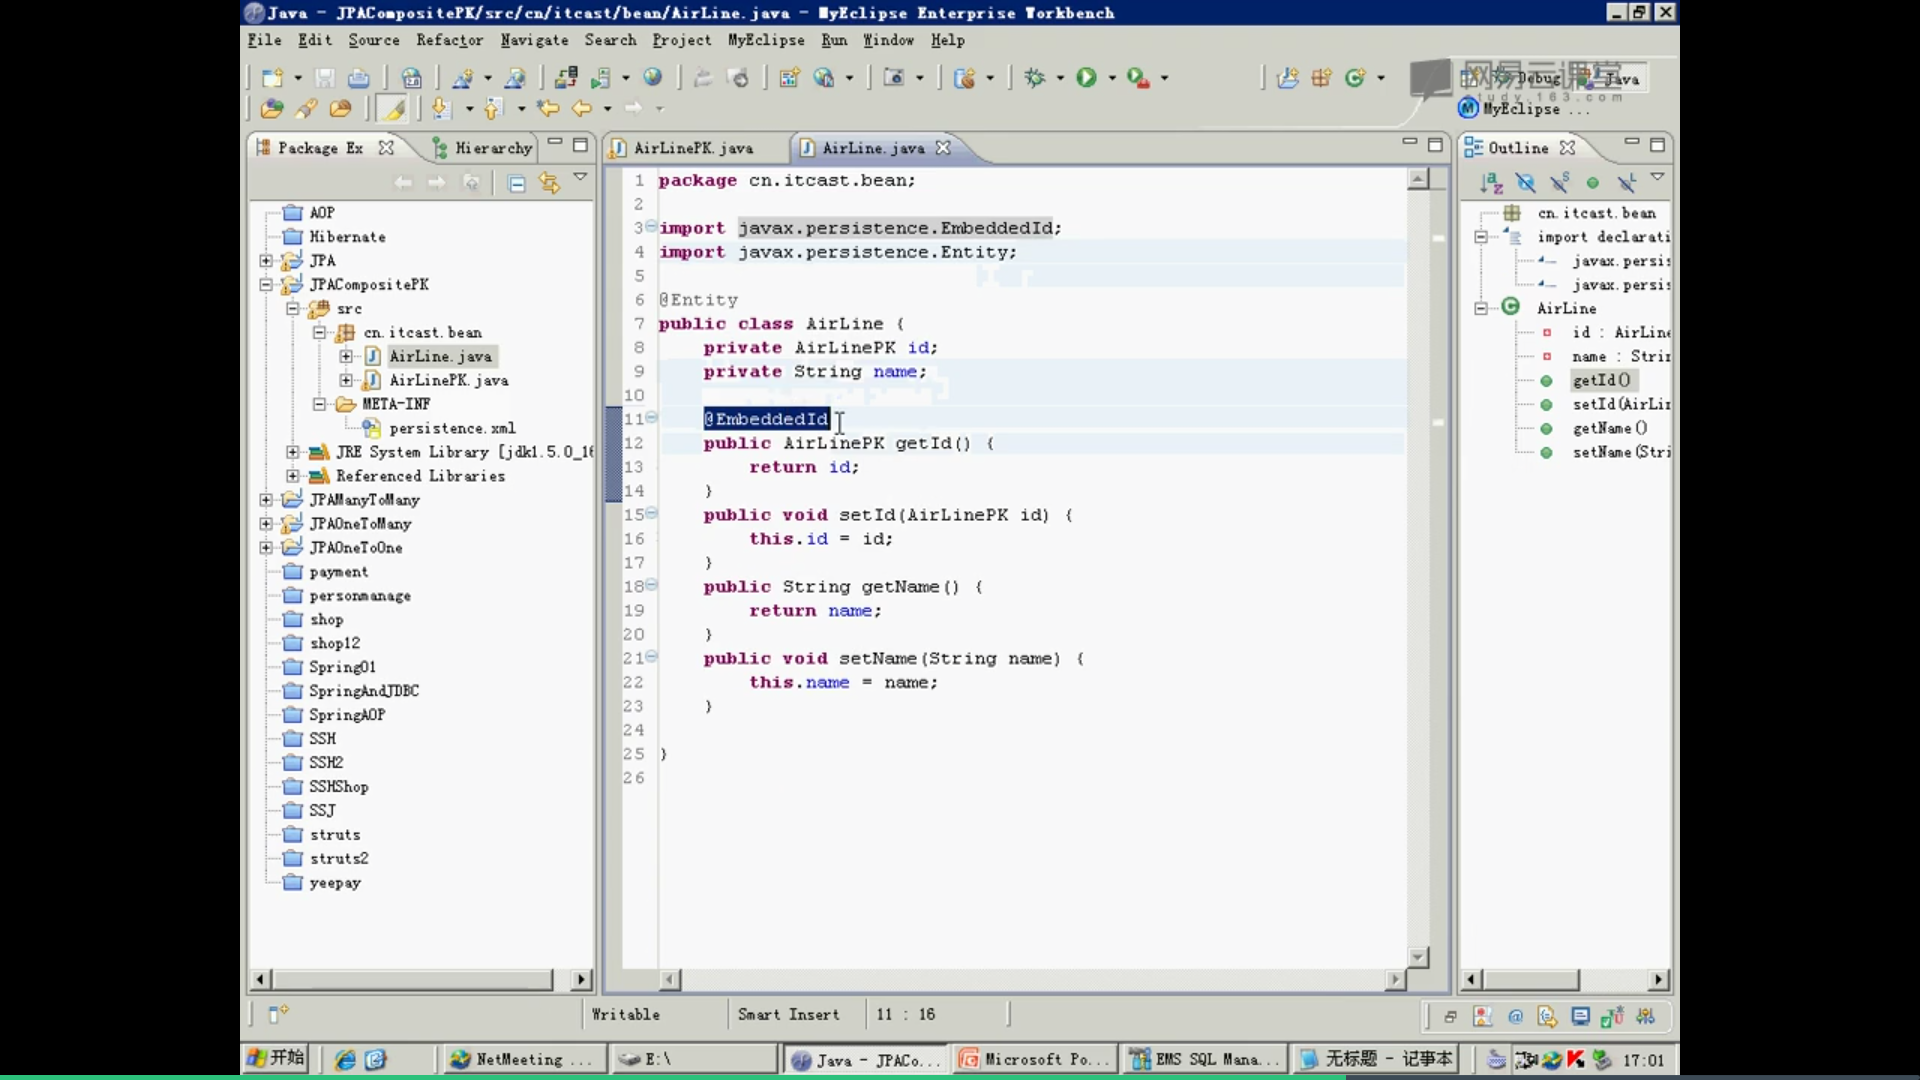 Java - JPACompositePK/src/cn/itcast/bean/AirLine.java - MyEclipse Enterprise Workbench
File Edit Source Refactor Navigate Search Project MyEclipse Run Window Help
网易云课堂
study.163.com
Debug Java
MyEclipse ...
Package Ex Hierarchy
AOP
Hibernate
JPA
JPACompositePK
src
cn.itcast.bean
AirLine.java
AirLinePK.java
META-INF
persistence.xml
JRE System Library [jdk1.5.0_16
Referenced Libraries
JPAManyToMany
JPAOneToMany
JPAOneToOne
payment
personmanage
shop
shop12
Spring01
SpringAndJDBC
SpringAOP
SSH
SSH2
SSHShop
SSJ
struts
struts2
yeepay
AirLinePK.java AirLine.java
1 package cn.itcast.bean;
2
3 import javax.persistence.EmbeddedId;
4 import javax.persistence.Entity;
5
6 @Entity
7 public class AirLine {
8 private AirLinePK id;
9 private String name;
10
11 @EmbeddedId
12 public AirLinePK getId() {
13 return id;
14 }
15 public void setId(AirLinePK id) {
16 this.id = id;
17 }
18 public String getName() {
19 return name;
20 }
21 public void setName(String name) {
22 this.name = name;
23 }
24
25 }
26
Outline
cn.itcast.bean
import declarati
javax.persis
javax.persis
AirLine
id : AirLine
name : Strin
getId()
setId(AirLin
getName()
setName(Stri
Writable Smart Insert 11 : 16
开始 NetMeeting ... E:\ Java - JPACo... Microsoft Po... EMS SQL Mana... 无标题 - 记事本 17:01